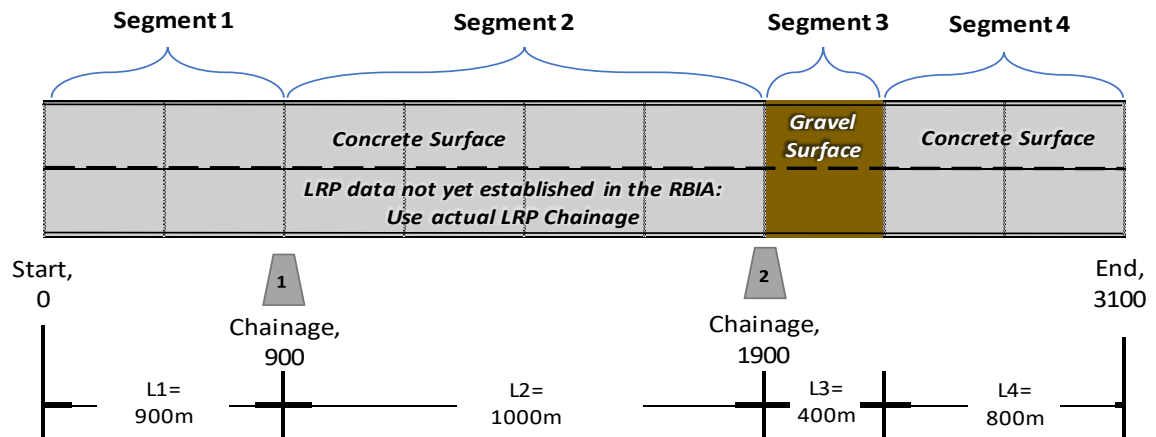 Segment 1
Segment 2
Segment 3
Segment 4
Concrete Surface
Gravel
Surface
Concrete Surface
LRP data not yet established in the RBIA:
Use actual LRP Chainage
Start,
0
1
Chainage,
900
2
Chainage,
1900
End,
3100
L1=
900m
L2=
1000m
L3=
400m
L4=
800m